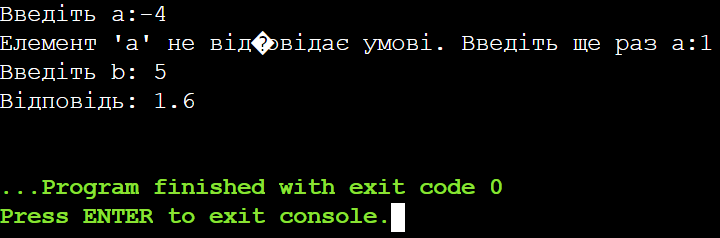 Введіть a:-4
Елемент 'a' не від�овідає умові. Введіть ще раз a:1
Введіть b: 5
Відповідь: 1.6
...Program finished with exit code 0
Press ENTER to exit console.